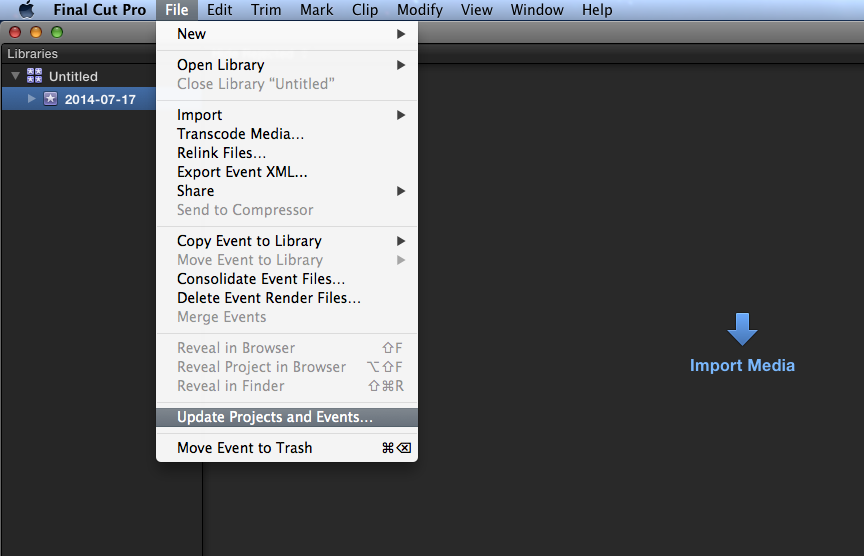 Final Cut Pro File Edit Trim Mark Clip Modify View Window Help
Libraries
Untitled
2014-07-17
New
Open Library
Close Library “Untitled”
Import
Transcode Media…
Relink Files…
Export Event XML…
Share
Send to Compressor
Copy Event to Library
Move Event to Library
Consolidate Event Files…
Delete Event Render Files…
Merge Events
Reveal in Browser ⇧F
Reveal Project in Browser ⌥⇧F
Reveal in Finder ⇧⌘R
Update Projects and Events…
Move Event to Trash ⌘⌫
Import Media